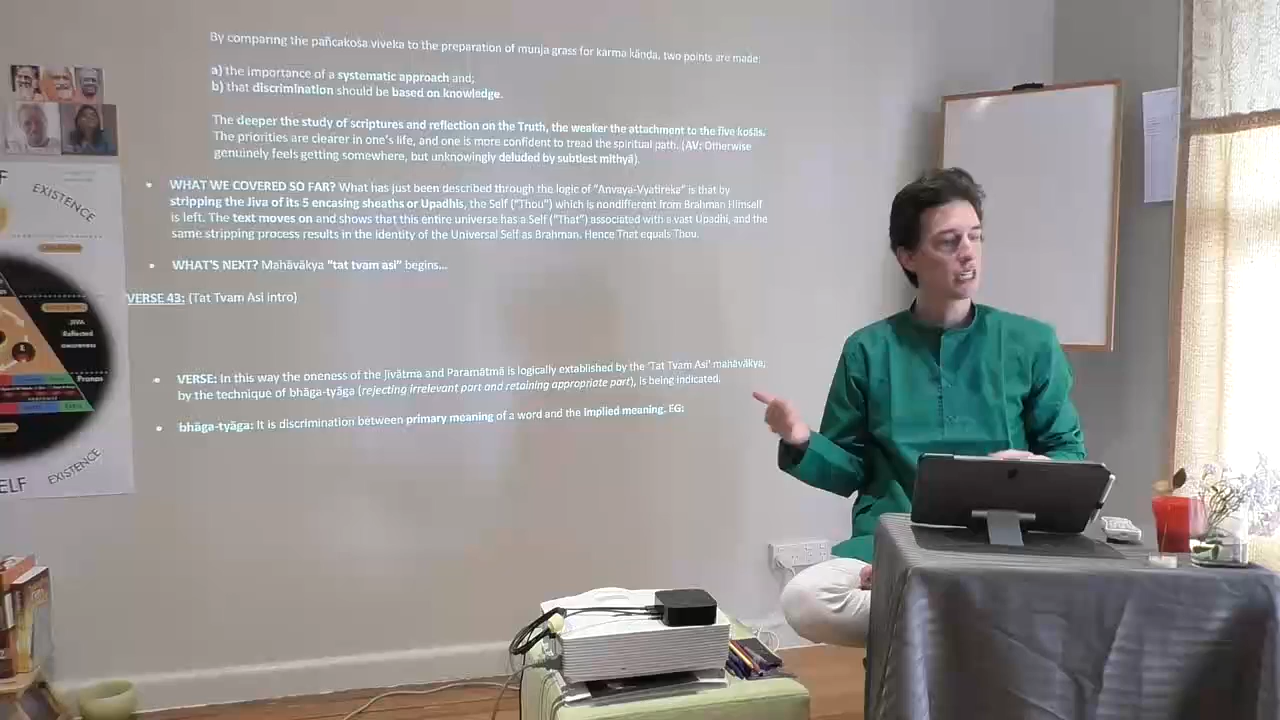 By comparing the pañcakośa viveka to the preparation of munja grass for karma kāṇḍa, two points are made:
a) the importance of a systematic approach and;
b) that discrimination should be based on knowledge.
The deeper the study of scriptures and reflection on the Truth, the weaker the attachment to the five kośās.
The priorities are clearer in one's life, and one is more confident to tread the spiritual path. (AV: Otherwise
genuinely feels getting somewhere, but unknowingly deluded by subtlest mithyā).
• WHAT WE COVERED SO FAR? What has just been described through the logic of "Anvaya-Vyatireka" is that by
stripping the Jiva of its 5 encasing sheaths or Upadhis, the Self ("Thou") which is nondifferent from Brahman Himself
is left. The text moves on and shows that this entire universe has a Self ("That") associated with a vast Upadhi, and the
same stripping process results in the identity of the Universal Self as Brahman. Hence That equals Thou.
• WHAT'S NEXT? Mahāvākya "tat tvam asi" begins...
VERSE 43: (Tat Tvam Asi intro)
• VERSE: In this way the oneness of the Jīvātma and Paramātmā is logically extablished by the 'Tat Tvam Asi' mahāvākya;
by the technique of bhāga-tyāga (rejecting irrelevant part and retaining appropriate part), is being indicated.
• bhāga-tyāga: It is discrimination between primary meaning of a word and the implied meaning. EG:
EXISTENCE
JIVA
Reflected
Pranas
EXISTENCE
ELF